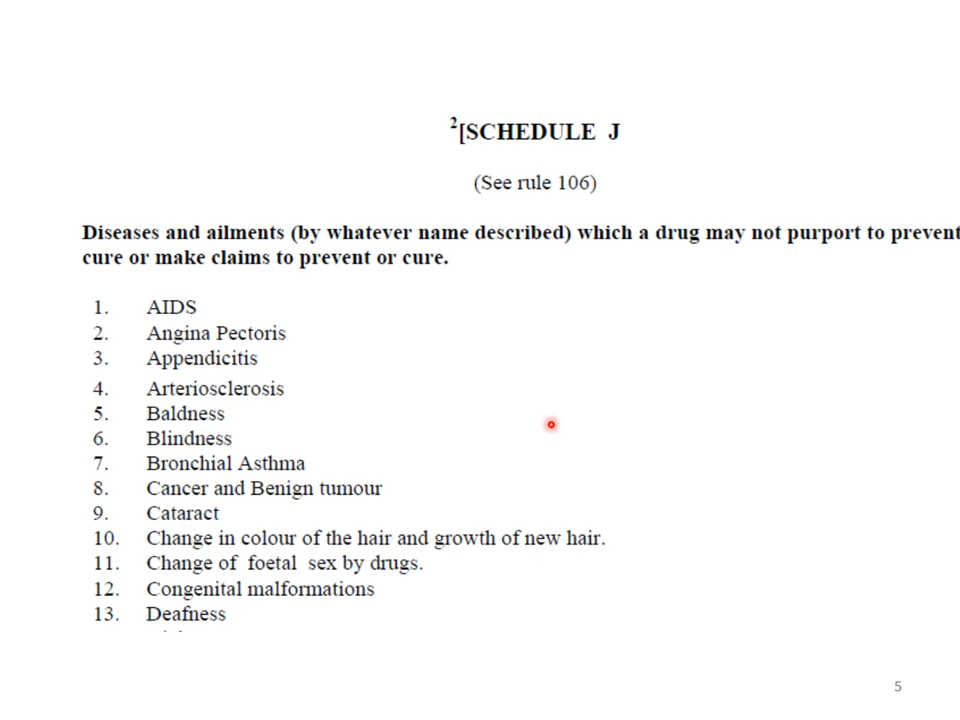 2[SCHEDULE J
(See rule 106)
Diseases and ailments (by whatever name described) which a drug may not purport to prevent
cure or make claims to prevent or cure.
1. AIDS
2. Angina Pectoris
3. Appendicitis
4. Arteriosclerosis
5. Baldness
6. Blindness
7. Bronchial Asthma
8. Cancer and Benign tumour
9. Cataract
10. Change in colour of the hair and growth of new hair.
11. Change of foetal sex by drugs.
12. Congenital malformations
13. Deafness
5